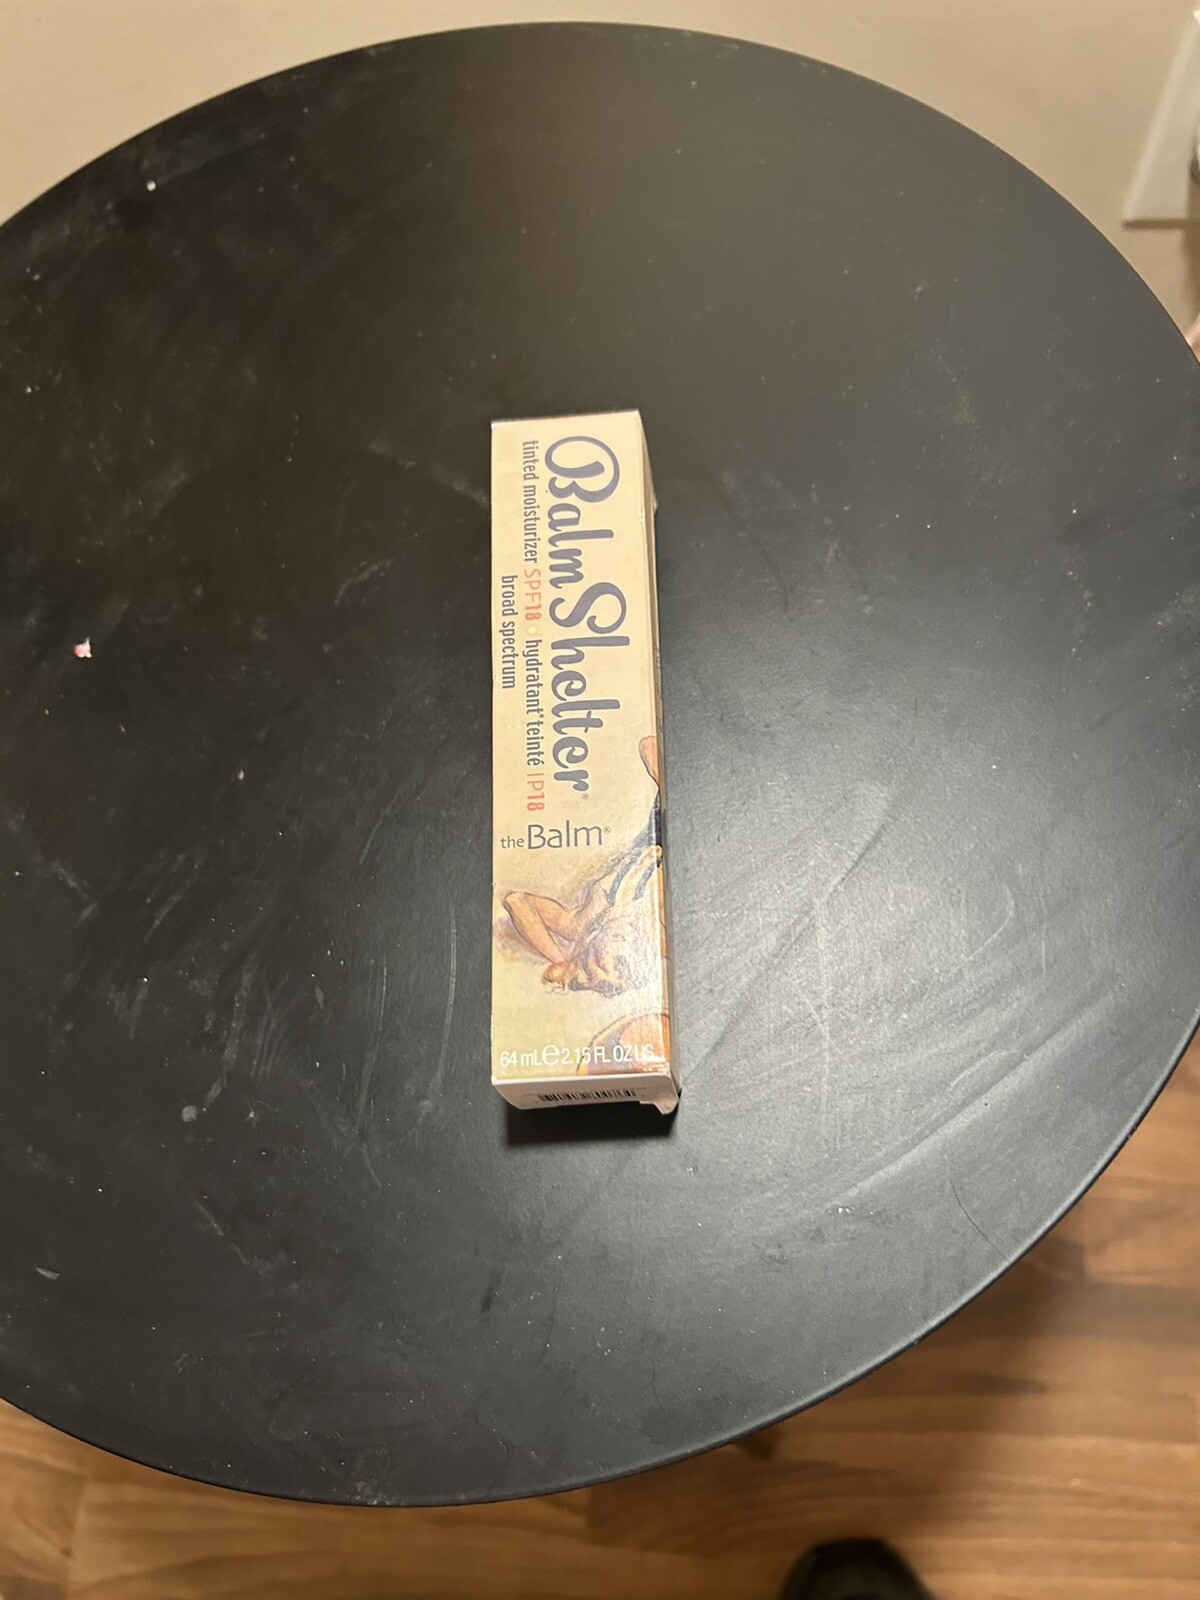 BalmShelter®
tinted moisturizer SPF18 • hydratant teinté IP18
broad spectrum
theBalm®
64 mL℮2.15 FL OZ US